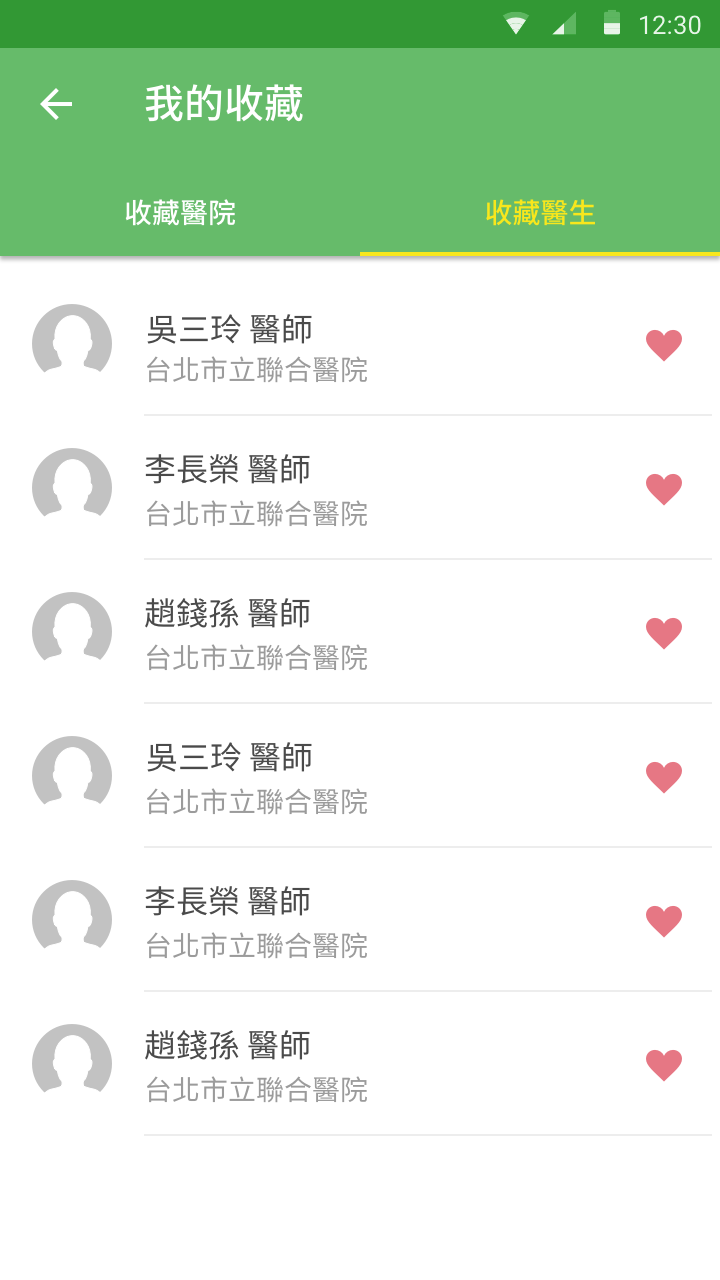 12:30
我的收藏
收藏醫院
收藏醫生
吳三玲 醫師
台北市立聯合醫院
李長榮 醫師
台北市立聯合醫院
趙錢孫 醫師
台北市立聯合醫院
吳三玲 醫師
台北市立聯合醫院
李長榮 醫師
台北市立聯合醫院
趙錢孫 醫師
台北市立聯合醫院